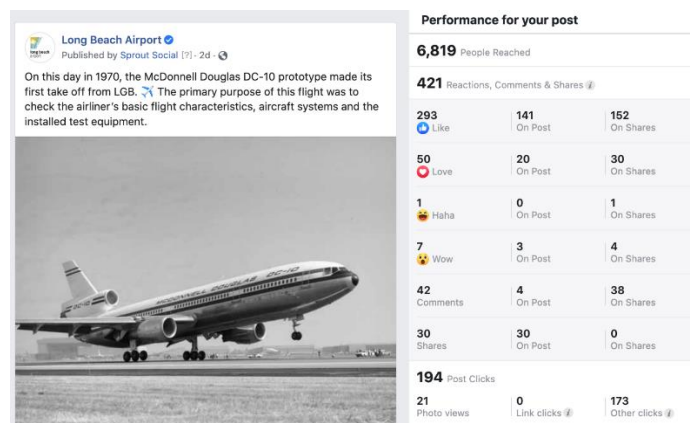 Long Beach Airport
Published by Sprout Social [?] · 2d ·
On this day in 1970, the McDonnell Douglas DC-10 prototype made its
first take off from LGB. ✈️ The primary purpose of this flight was to
check the airliner's basic flight characteristics, aircraft systems and the
installed test equipment.
McDONNELL DOUGLAS DC-10
DC-10
Performance for your post
6,819 People Reached
421 Reactions, Comments & Shares
293 141 152
Like On Post On Shares
50 20 30
Love On Post On Shares
1 0 1
Haha On Post On Shares
7 3 4
Wow On Post On Shares
42 4 38
Comments On Post On Shares
30 30 0
Shares On Post On Shares
194 Post Clicks
21 0 173
Photo views Link clicks Other clicks